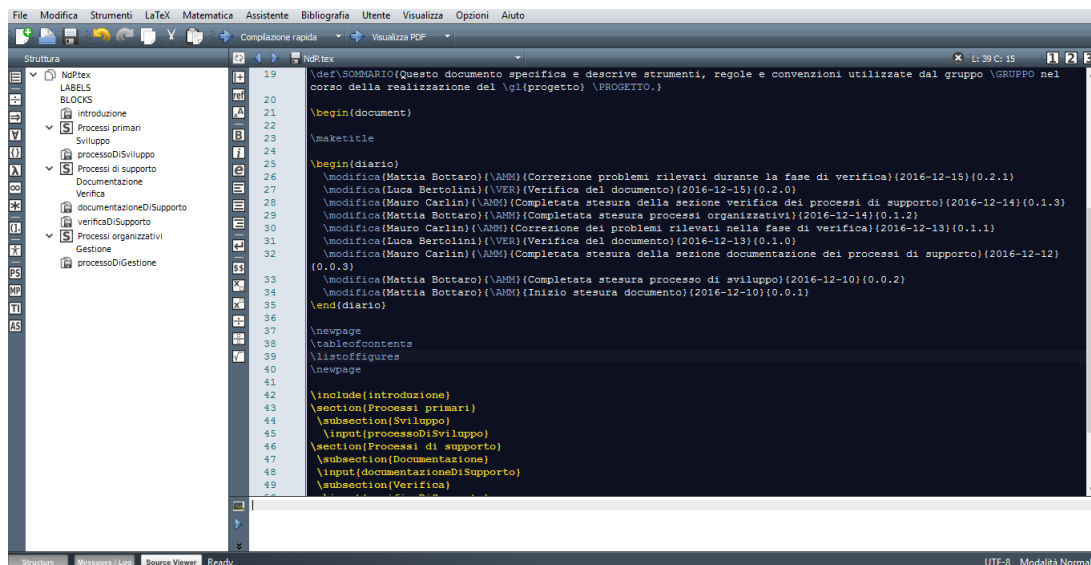 File Modifica Strumenti LaTeX Matematica Assistente Bibliografia Utente Visualizza Opzioni Aiuto
Compilazione rapida Visualizza PDF
Struttura NdP.tex L: 39 C: 15 1 2 3
NdP.tex
LABELS
BLOCKS
introduzione
Processi primari
Sviluppo
processoDiSviluppo
Processi di supporto
Documentazione
Verifica
documentazioneDiSupporto
verificaDiSupporto
Processi organizzativi
Gestione
processoDiGestione
PS
MP
TI
AS
ref
19 \def\SOMMARIO{Questo documento specifica e descrive strumenti, regole e convenzioni utilizzate dal gruppo \GRUPPO nel
corso della realizzazione del \gl{progetto} \PROGETTO.}
20
21 \begin{document}
22
23 \maketitle
24
25 \begin{diario}
26 \modifica{Mattia Bottaro}{\AMM}{Correzione problemi rilevati durante la fase di verifica}{2016-12-15}{0.2.1}
27 \modifica{Luca Bertolini}{\VER}{Verifica del documento}{2016-12-15}{0.2.0}
28 \modifica{Mauro Carlin}{\AMM}{Completata stesura della sezione verifica dei processi di supporto}{2016-12-14}{0.1.3}
29 \modifica{Mattia Bottaro}{\AMM}{Completata stesura processi organizzativi}{2016-12-14}{0.1.2}
30 \modifica{Mauro Carlin}{\AMM}{Correzione dei problemi rilevati nella fase di verifica}{2016-12-13}{0.1.1}
31 \modifica{Luca Bertolini}{\VER}{Verifica del documento}{2016-12-13}{0.1.0}
32 \modifica{Mauro Carlin}{\AMM}{Completata stesura della sezione documentazione dei processi di supporto}{2016-12-12}
{0.0.3}
33 \modifica{Mattia Bottaro}{\AMM}{Completata stesura processo di sviluppo}{2016-12-10}{0.0.2}
34 \modifica{Mattia Bottaro}{\AMM}{Inizio stesura documento}{2016-12-10}{0.0.1}
35 \end{diario}
36
37 \newpage
38 \tableofcontents
39 \listoffigures
40 \newpage
41
42 \include{introduzione}
43 \section{Processi primari}
44 \subsection{Sviluppo}
45 \input{processoDiSviluppo}
46 \section{Processi di supporto}
47 \subsection{Documentazione}
48 \input{documentazioneDiSupporto}
49 \subsection{Verifica}
Structure Messages / Log Source Viewer Ready UTF-8 Modalità Normal